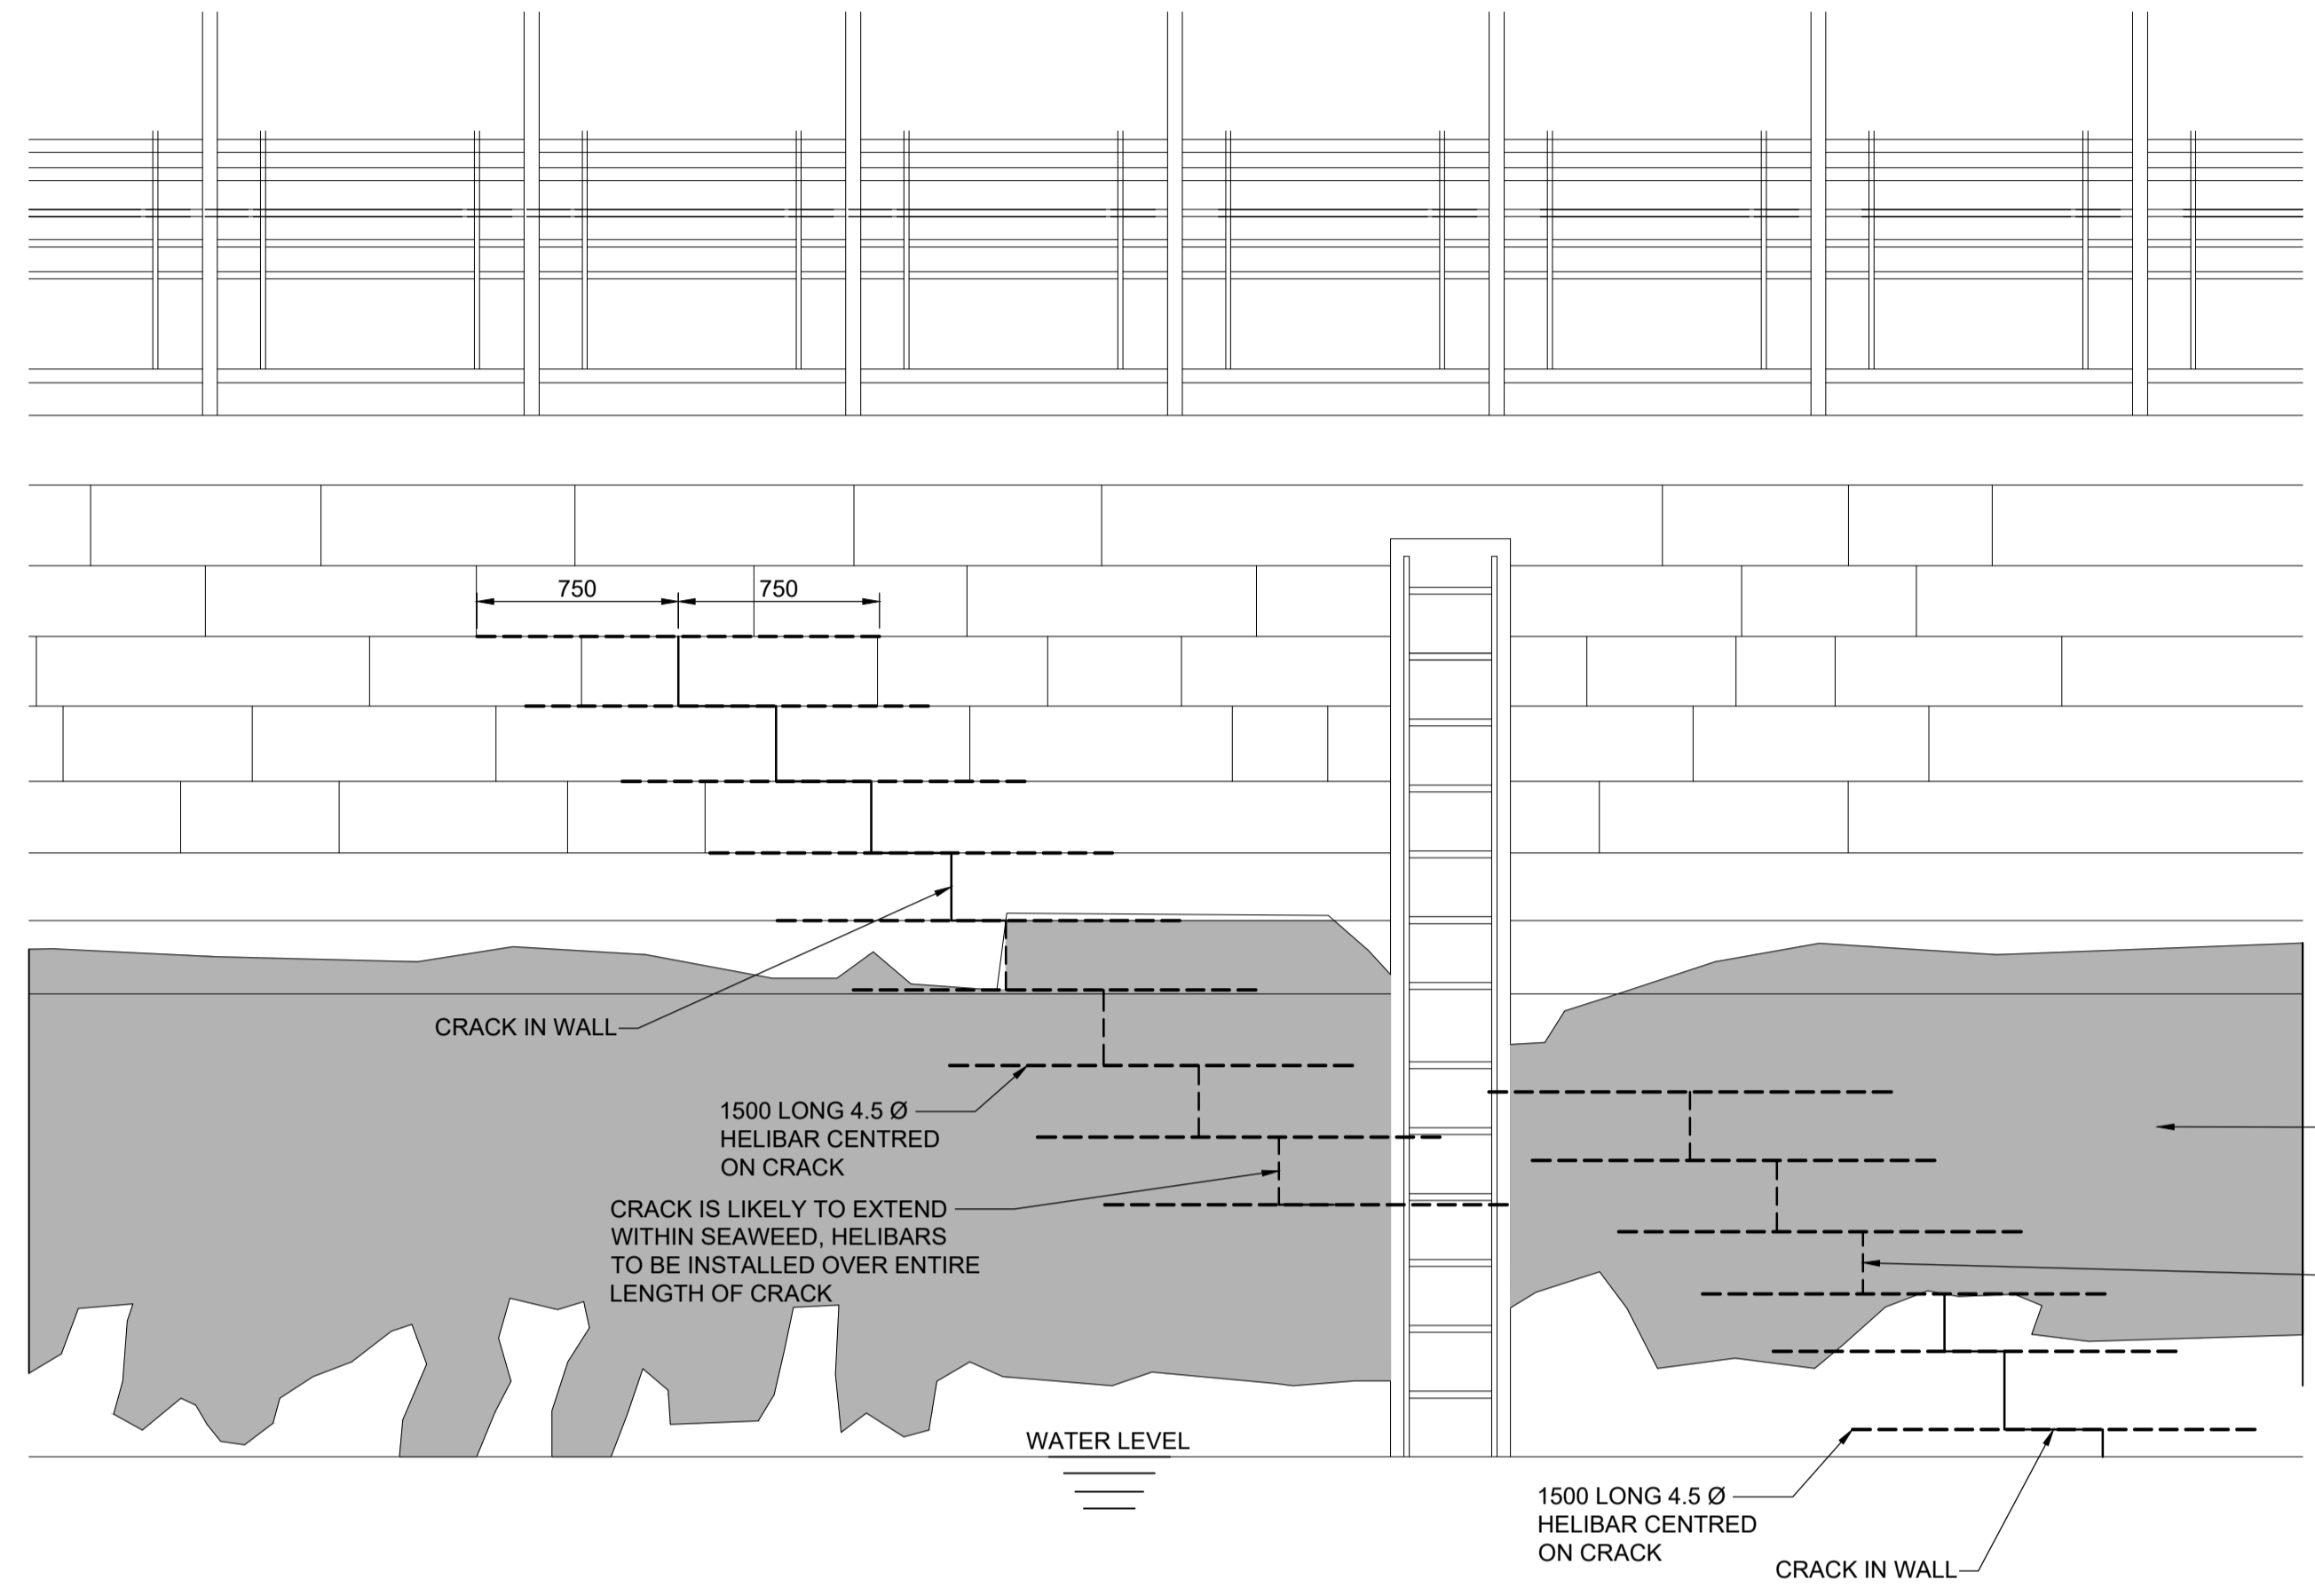 750
750
CRACK IN WALL
1500 LONG 4.5 Ø
HELIBAR CENTRED
ON CRACK
CRACK IS LIKELY TO EXTEND
WITHIN SEAWEED, HELIBARS
TO BE INSTALLED OVER ENTIRE
LENGTH OF CRACK
WATER LEVEL
1500 LONG 4.5 Ø
HELIBAR CENTRED
ON CRACK
CRACK IN WALL